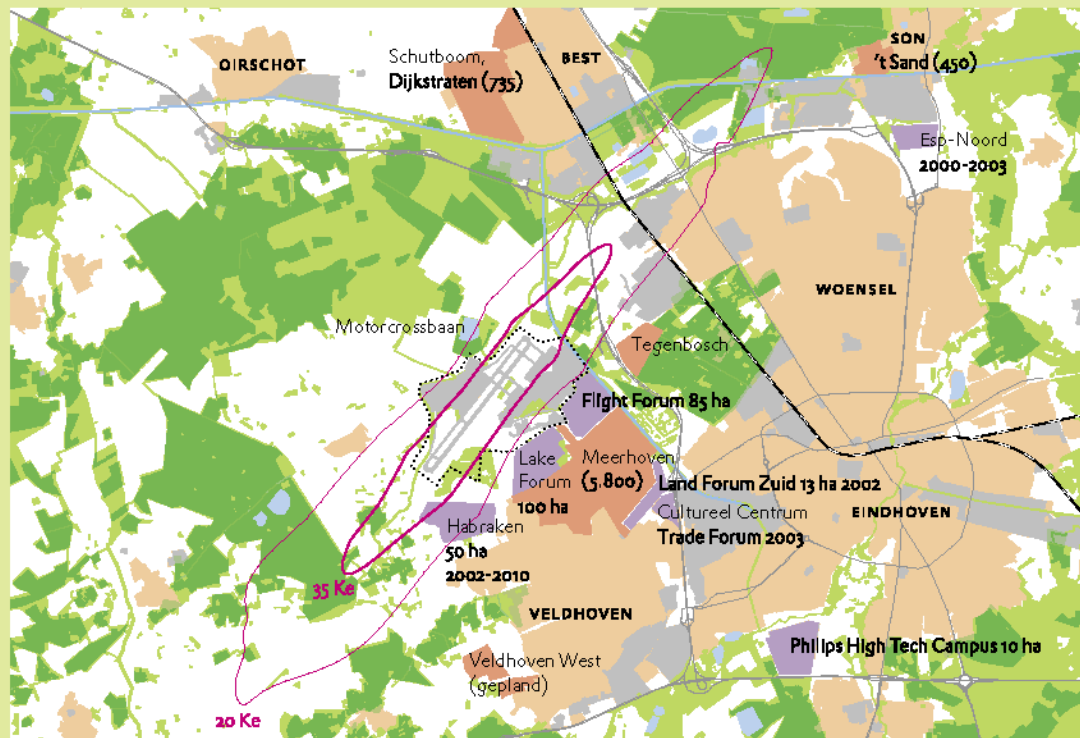 OIRSCHOT
Schutboom,
Dijkstraten (735)
BEST
SON
't Sand (450)
Esp-Noord
2000-2003
WOENSEL
Motorcrossbaan
Tegenbosch
Flight Forum 85 ha
Lake
Forum
100 ha
Meerhoven
(5.800)
Land Forum Zuid 13 ha 2002
Cultureel Centrum
Trade Forum 2003
EINDHOVEN
Habraken
50 ha
2002-2010
35 Ke
VELDHOVEN
Philips High Tech Campus 10 ha
Veldhoven West
(gepland)
20 Ke